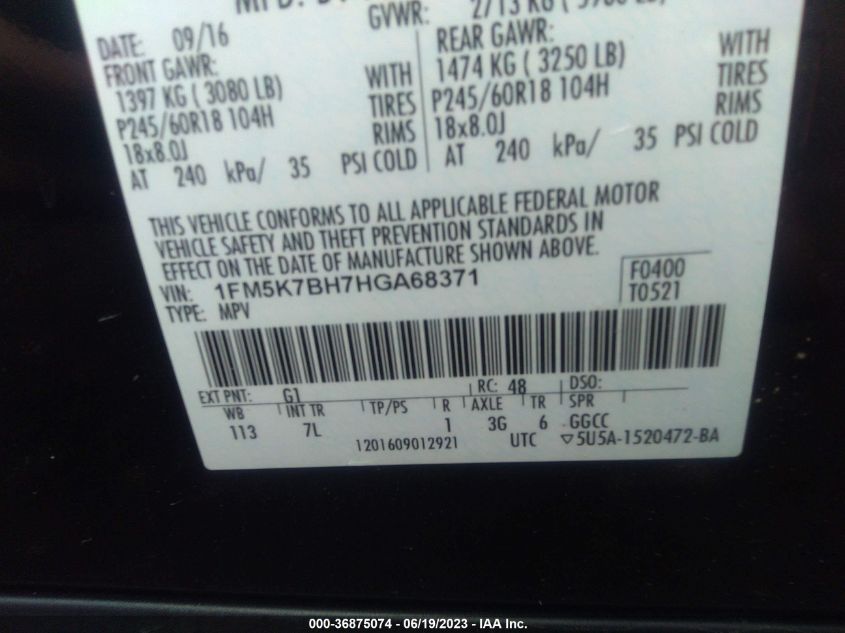 GVWR:
DATE: 09/16
FRONT GAWR:
1397 KG ( 3080 LB) WITH
P245/60R18 104H TIRES
18x8.0J RIMS
AT 240 kPa/ 35 PSI COLD
REAR GAWR:
1474 KG ( 3250 LB) WITH
P245/60R18 104H TIRES
18x8.0J RIMS
AT 240 kPa/ 35 PSI COLD
THIS VEHICLE CONFORMS TO ALL APPLICABLE FEDERAL MOTOR
VEHICLE SAFETY AND THEFT PREVENTION STANDARDS IN
EFFECT ON THE DATE OF MANUFACTURE SHOWN ABOVE.
VIN: 1FM5K7BH7HGA68371
TYPE: MPV
F0400
T0521
EXT PNT: G1 RC: 48 DSO:
WB INT TR TP/PS R AXLE TR SPR
113 7L 1 3G 6 GGCC
1201609012921 UTC ▽5U5A-1520472-BA
000-36875074 - 06/19/2023 - IAA Inc.